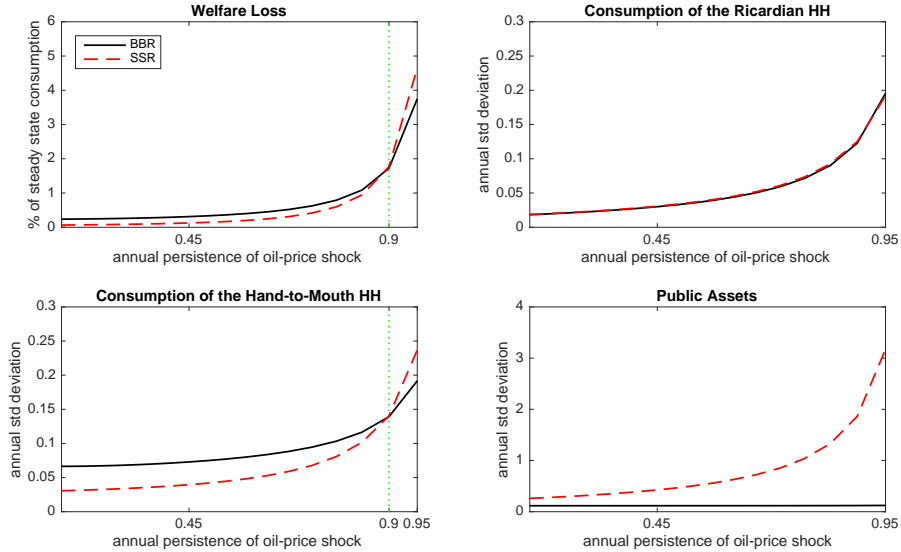 Welfare Loss
% of steady state consumption
6
5
4
3
2
1
0
BBR
SSR
0.45
0.9
annual persistence of oil-price shock
Consumption of the Ricardian HH
annual std deviation
0.3
0.25
0.2
0.15
0.1
0.05
0
0.45
0.95
annual persistence of oil-price shock
Consumption of the Hand-to-Mouth HH
annual std deviation
0.3
0.25
0.2
0.15
0.1
0.05
0
0.45
0.9
0.95
annual persistence of oil-price shock
Public Assets
annual std deviation
4
3
2
1
0
0.45
0.95
annual persistence of oil-price shock